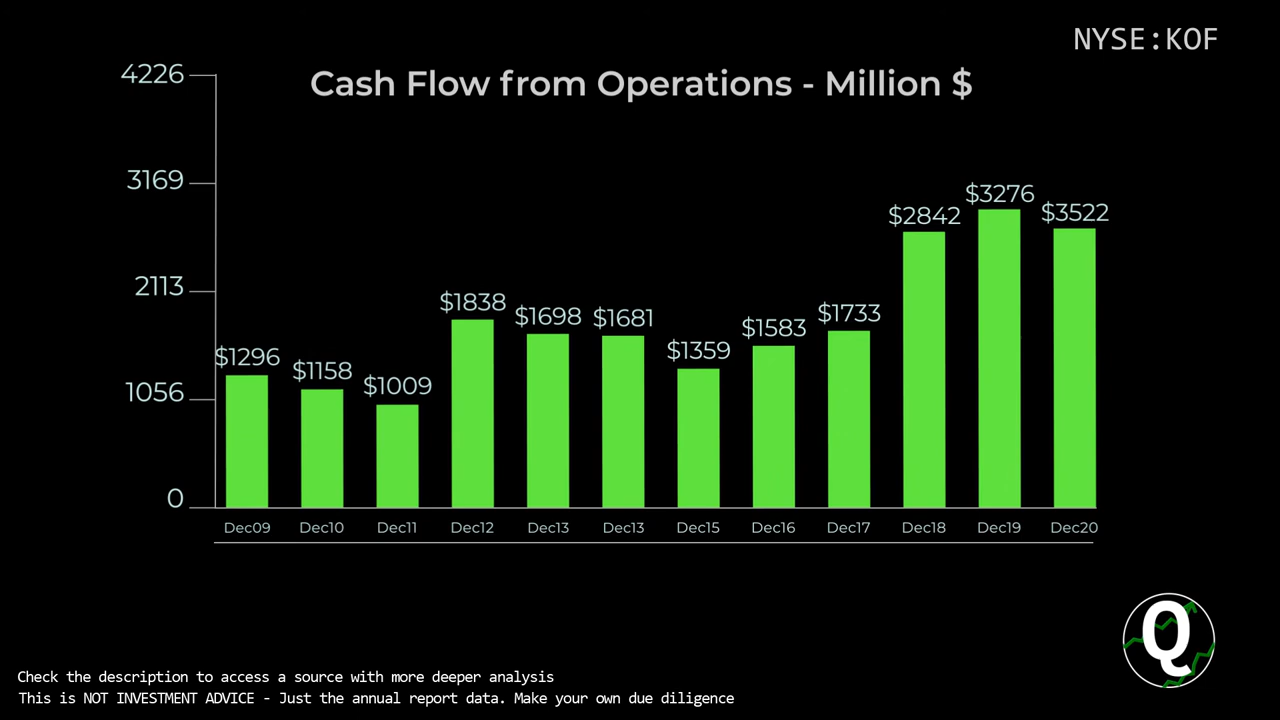 NYSE:KOF
Cash Flow from Operations - Million $
4226
3169
2113
1056
0
$1296 $1158 $1009 $1838 $1698 $1681 $1359 $1583 $1733 $2842 $3276 $3522
Dec09 Dec10 Dec11 Dec12 Dec13 Dec13 Dec15 Dec16 Dec17 Dec18 Dec19 Dec20
Q
Check the description to access a source with more deeper analysis
This is NOT INVESTMENT ADVICE - Just the annual report data. Make your own due diligence